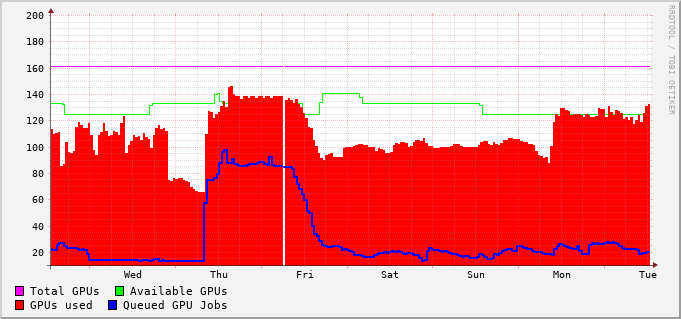 200
180
160
140
120
100
80
60
40
20
Wed Thu Fri Sat Sun Mon Tue
Total GPUs Available GPUs
GPUs used Queued GPU Jobs
RRDTOOL / TOBI OETIKER